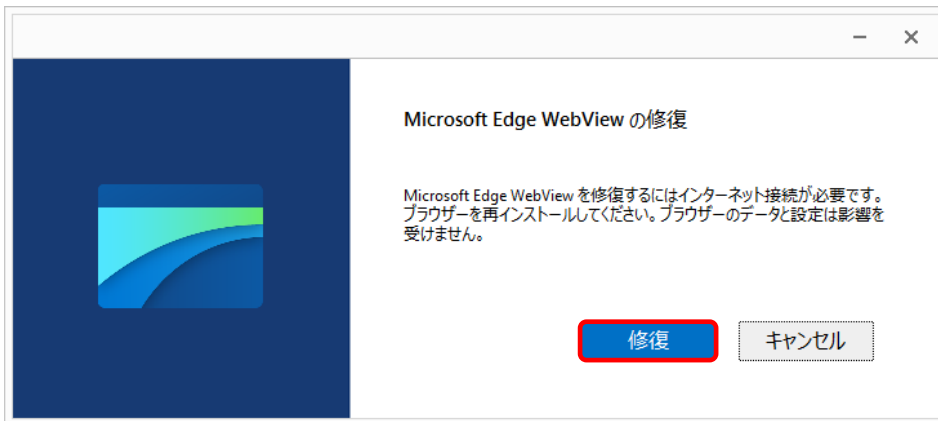 Microsoft Edge WebView の修復
Microsoft Edge WebView を修復するにはインターネット接続が必要です。
ブラウザーを再インストールしてください。ブラウザーのデータと設定は影響を
受けません。
修復
キャンセル